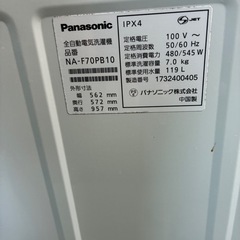 Panasonic
全自動電気洗濯機
品番
NA-F70PB10
外形寸法
幅 562 mm
奥行 572 mm
高さ 957 mm
IPX4
JET
定格電圧 100 V～
定格周波数 50/60 Hz
定格消費電力 480/545 W
標準洗濯容量 7.0 kg
標準使用水量 119 L
製造番号 1732400405
パナソニック株式会社
中国製